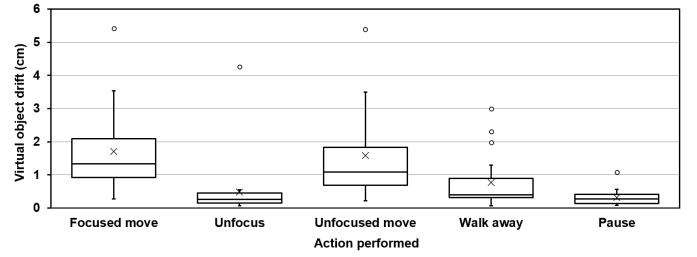 Virtual object drift (cm)
6
5
4
3
2
1
0
Focused move Unfocus Unfocused move Walk away Pause
Action performed